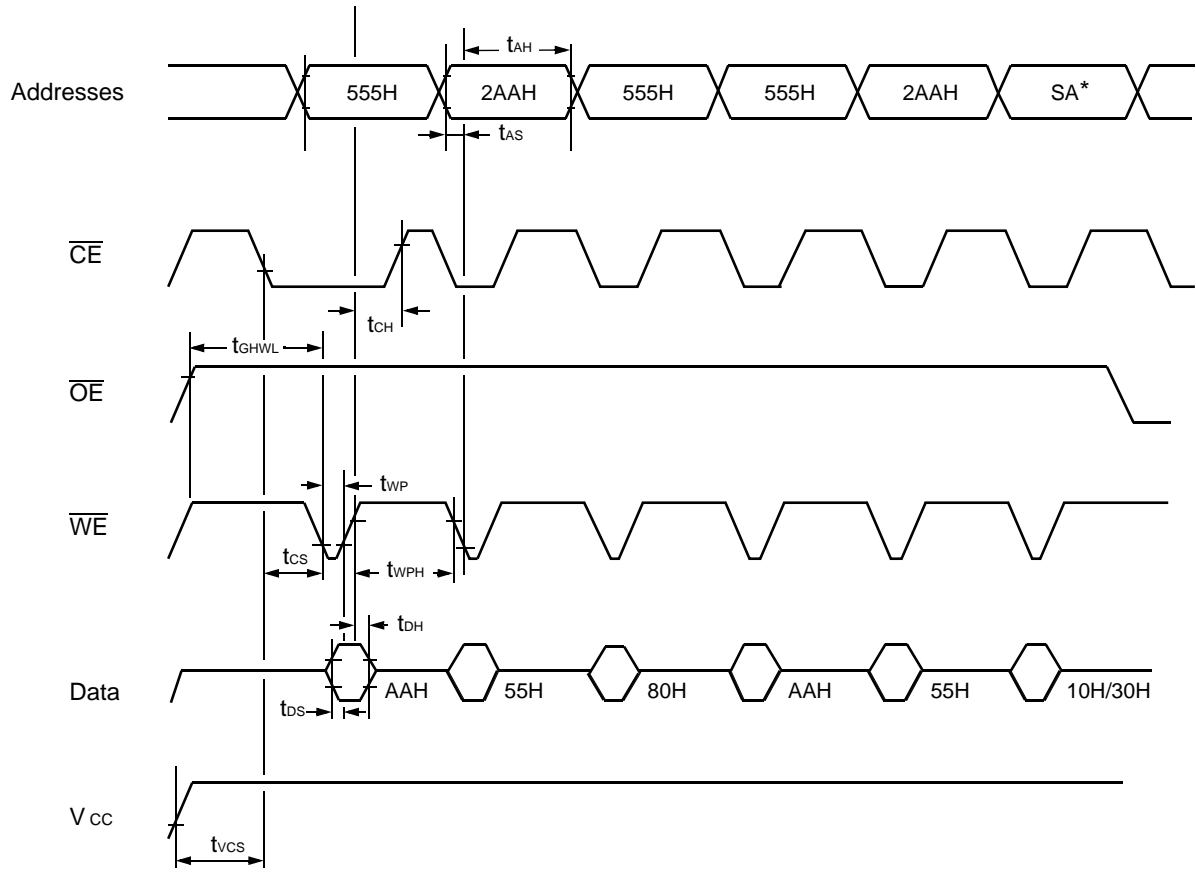 tAH
Addresses 555H 2AAH 555H 555H 2AAH SA*
tAS
CE
tCH
tGHWL
OE
tWP
WE
tCS tWPH
tDH
Data AAH 55H 80H AAH 55H 10H/30H
tDS
VCC
tVCS